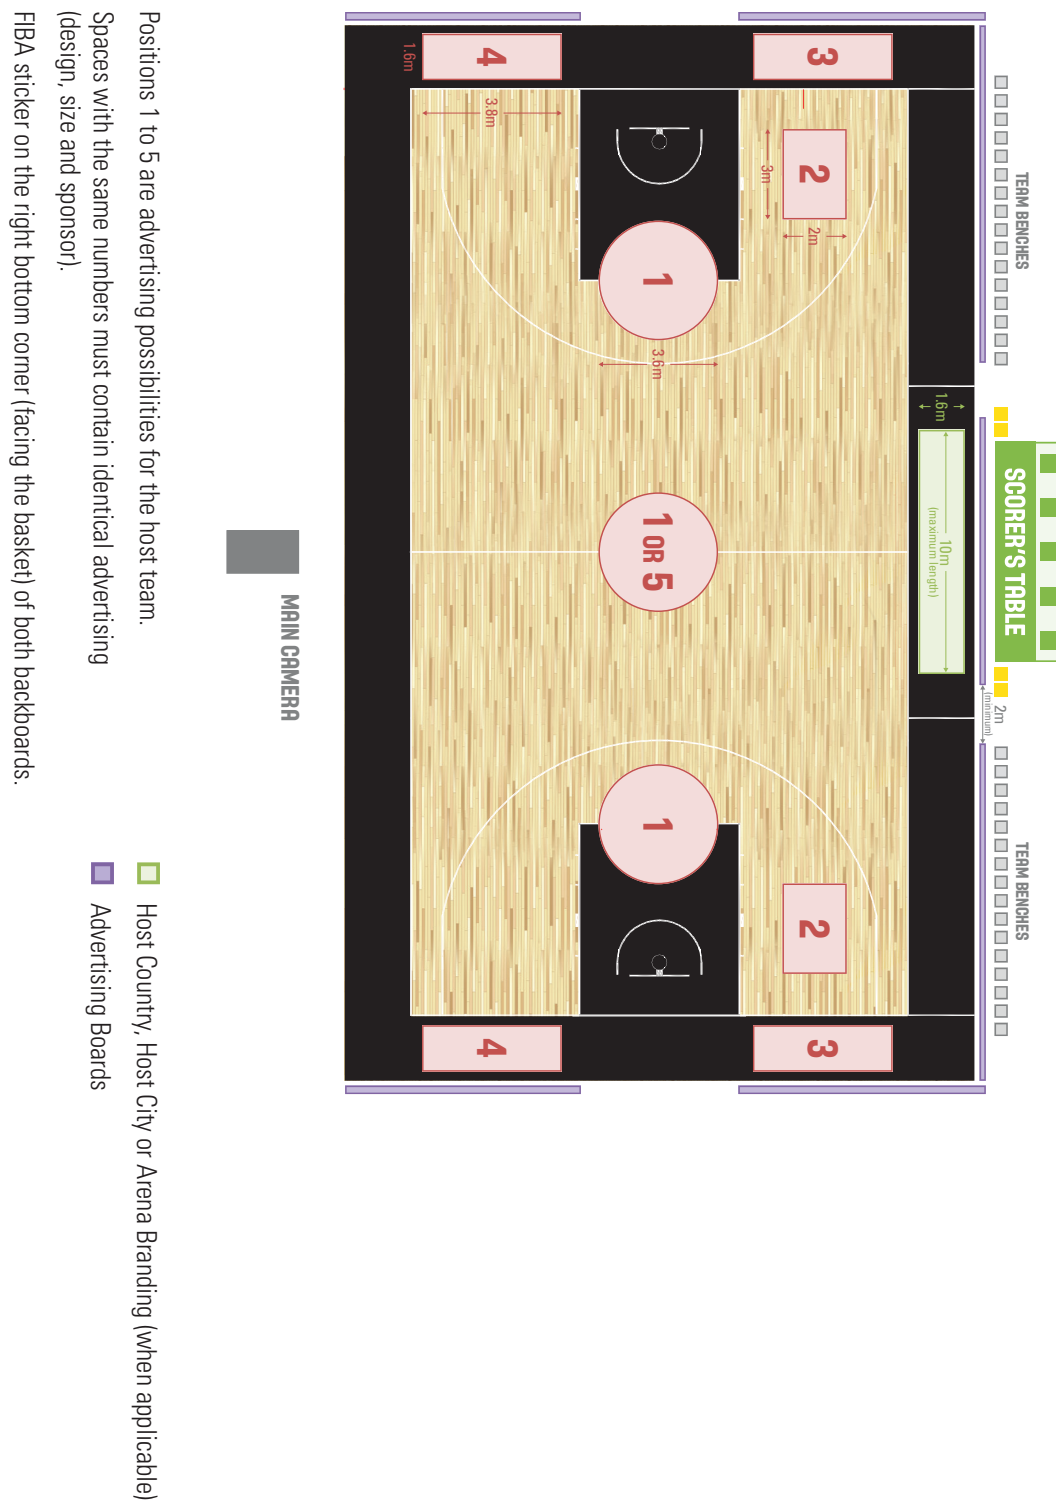 TEAM BENCHES
SCORER'S TABLE
2m
(minimum)
TEAM BENCHES
1.6m
10m
(maximum length)
3
2
3m
2m
2
3
1
3.6m
1 OR 5
1
4
1.6m
3.8m
4
MAIN CAMERA
Positions 1 to 5 are advertising possibilities for the host team.
Spaces with the same numbers must contain identical advertising
(design, size and sponsor).
FIBA sticker on the right bottom corner (facing the basket) of both backboards.
Host Country, Host City or Arena Branding (when applicable)
Advertising Boards